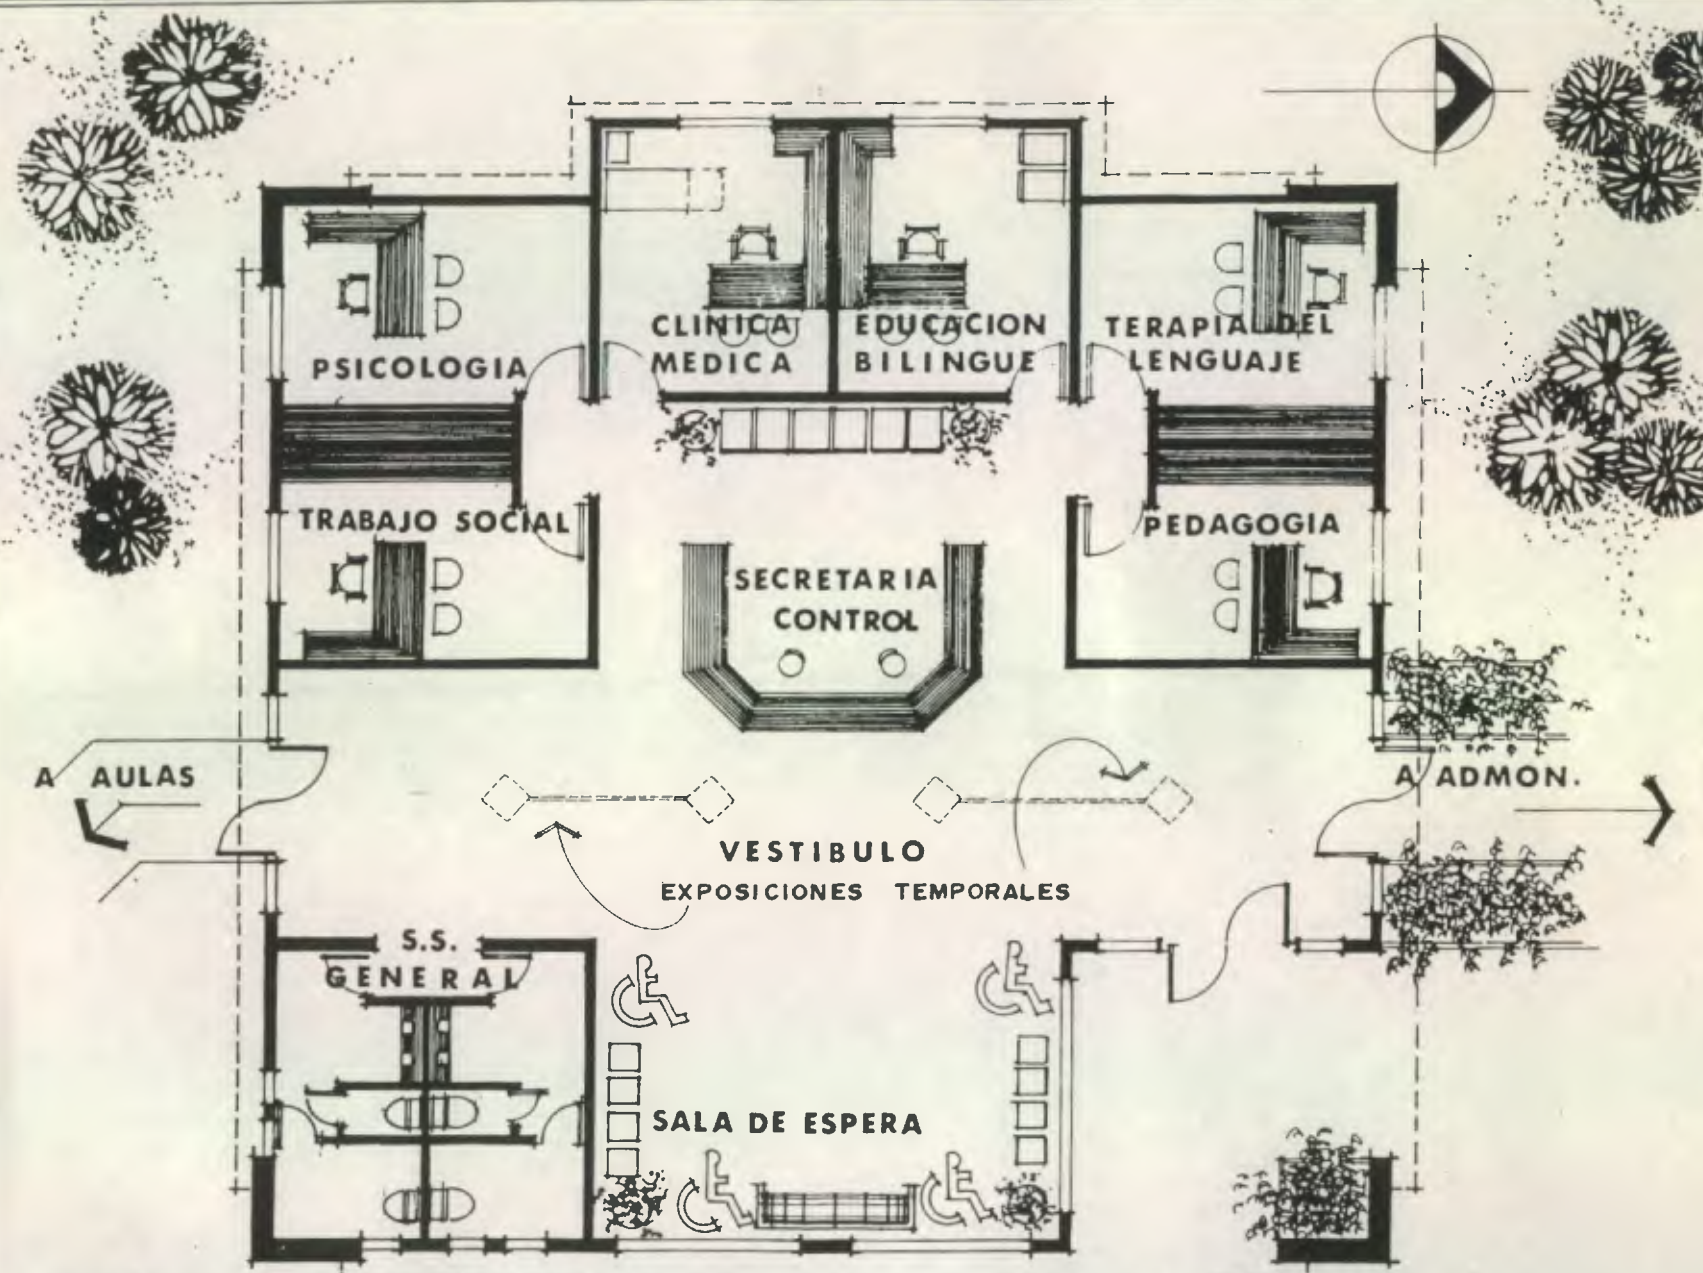 CLINICA
MEDICA
EDUCACION
BILINGUE
TERAPIA DEL
LENGUAJE
PSICOLOGIA
TRABAJO SOCIAL
PEDAGOGIA
SECRETARIA
CONTROL
A AULAS
A ADMON.
VESTIBULO
EXPOSICIONES TEMPORALES
S.S.
GENERAL
SALA DE ESPERA